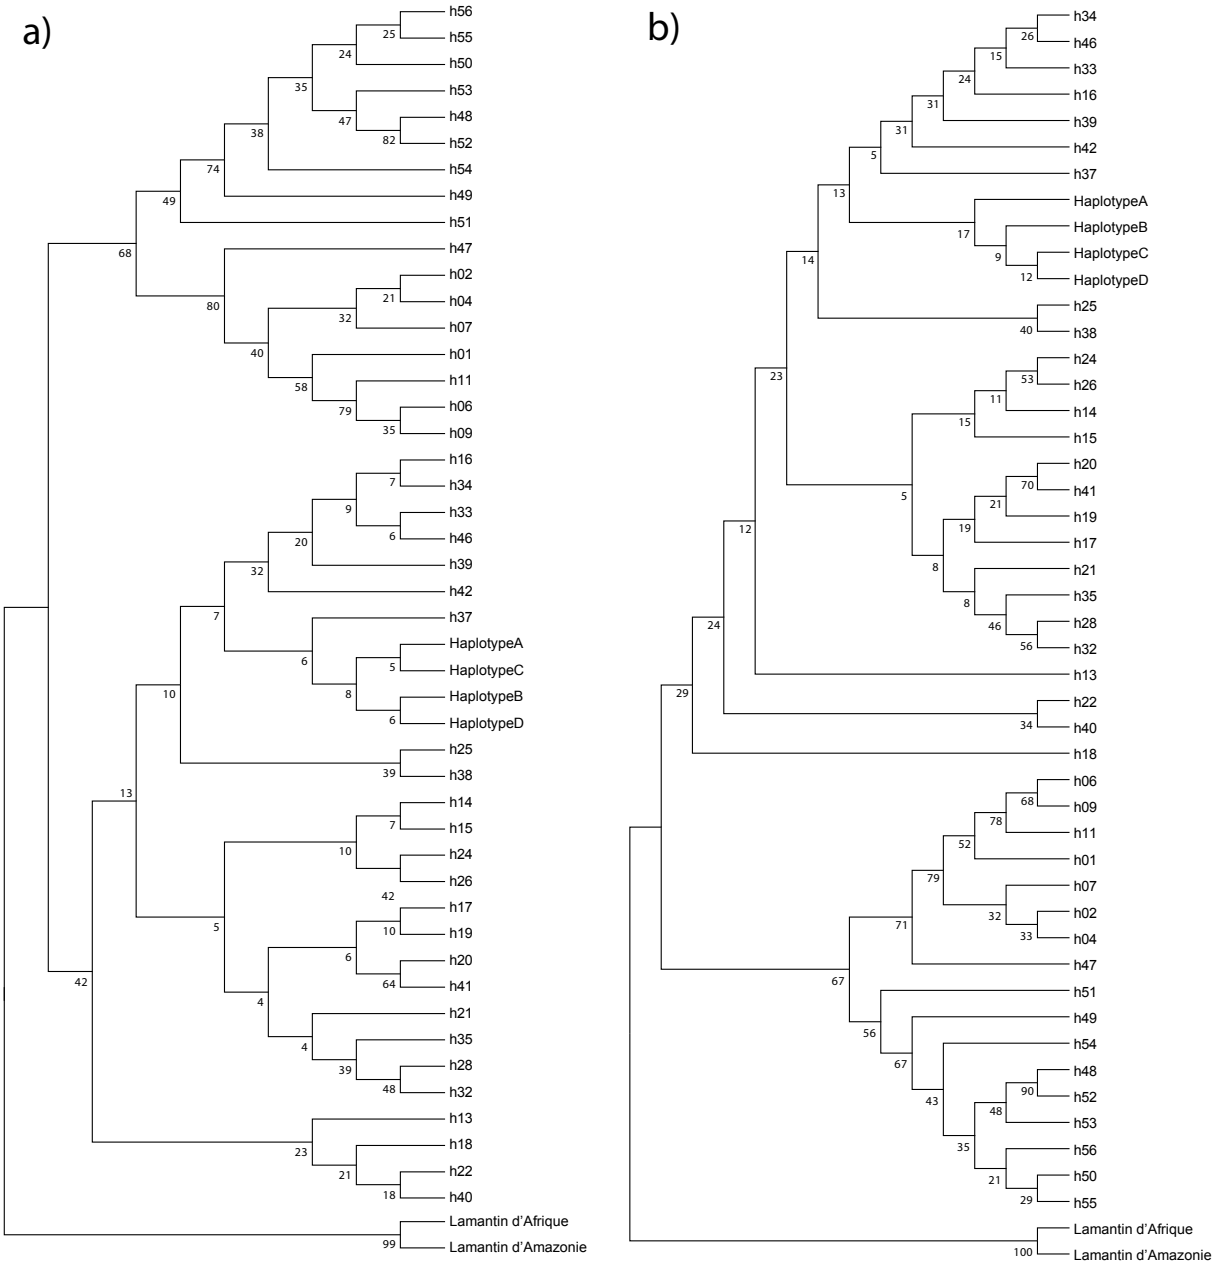 a)
h56
25
h55
24
h50
35
h53
47
h48
38
82
h52
74
h54
49
h49
h51
68
h47
80
h02
21
h04
32
h07
40
h01
58
h11
79
h06
35
h09
h16
7
h34
9
h33
20
6
h46
32
h39
h42
7
h37
6
HaplotypeA
5
HaplotypeC
8
HaplotypeB
10
6
HaplotypeD
h25
39
h38
13
h14
7
h15
10
h24
h26
42
h17
5
10
h19
6
h20
64
h41
4
h21
4
h35
39
h28
48
h32
42
h13
23
h18
21
h22
18
h40
Lamantin d’Afrique
99
Lamantin d’Amazonie
b)
h34
26
h46
15
h33
24
h16
31
h39
31
h42
5
h37
13
HaplotypeA
17
HaplotypeB
9
HaplotypeC
14
12
HaplotypeD
h25
40
h38
23
h24
53
h26
11
h14
15
h15
5
h20
70
h41
21
h19
19
h17
12
8
h21
8
h35
46
h28
56
h32
24
h13
29
h22
34
h40
h18
h06
68
h09
78
h11
52
h01
79
h07
32
h02
71
33
h04
h47
67
h51
56
h49
67
h54
43
h48
90
h52
48
h53
35
h56
21
h50
29
h55
Lamantin d’Afrique
100
Lamantin d’Amazonie